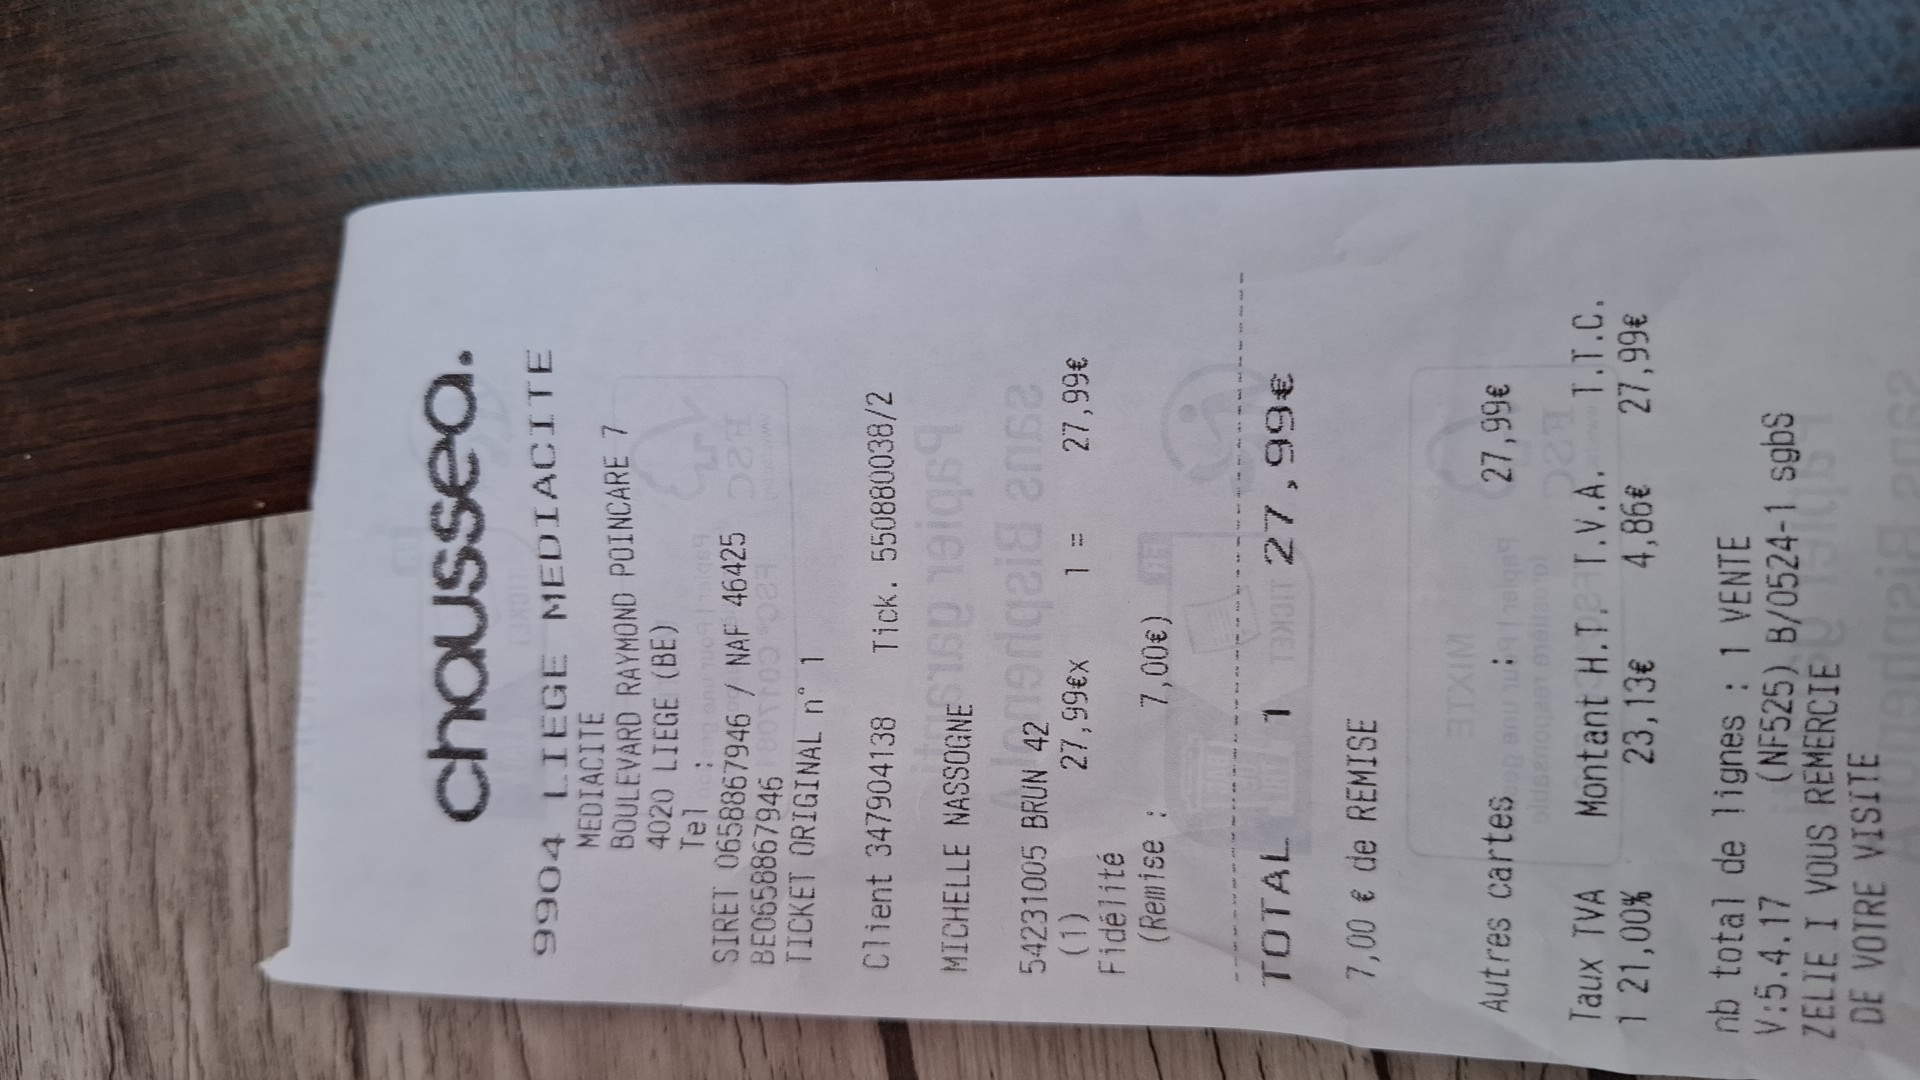 chaussea.
9904 LIEGE MEDIACITE
MEDIACITE
BOULEVARD RAYMOND POINCARE 7
4020 LIEGE (BE)
Tel :
SIRET 0658867946 / NAF 46425
BE0658867946
TICKET ORIGINAL n° 1
Client 347904138 Tick. 550880038/2
MICHELLE NASSOGNE
542310005 BRUN 42
(1) 27,99€x 1 = 27,99€
Fidélité
(Remise : 7,00€)
TOTAL 1 27,99€
7,00 € de REMISE
Autres cartes : 27,99€
Taux TVA Montant H.T. T.V.A. T.T.C.
1 21,00% 23,13€ 4,86€ 27,99€
nb total de lignes : 1 VENTE
V:5.4.17 (NF525) B/0524-1 sgbS
ZELIE I VOUS REMERCIE
DE VOTRE VISITE